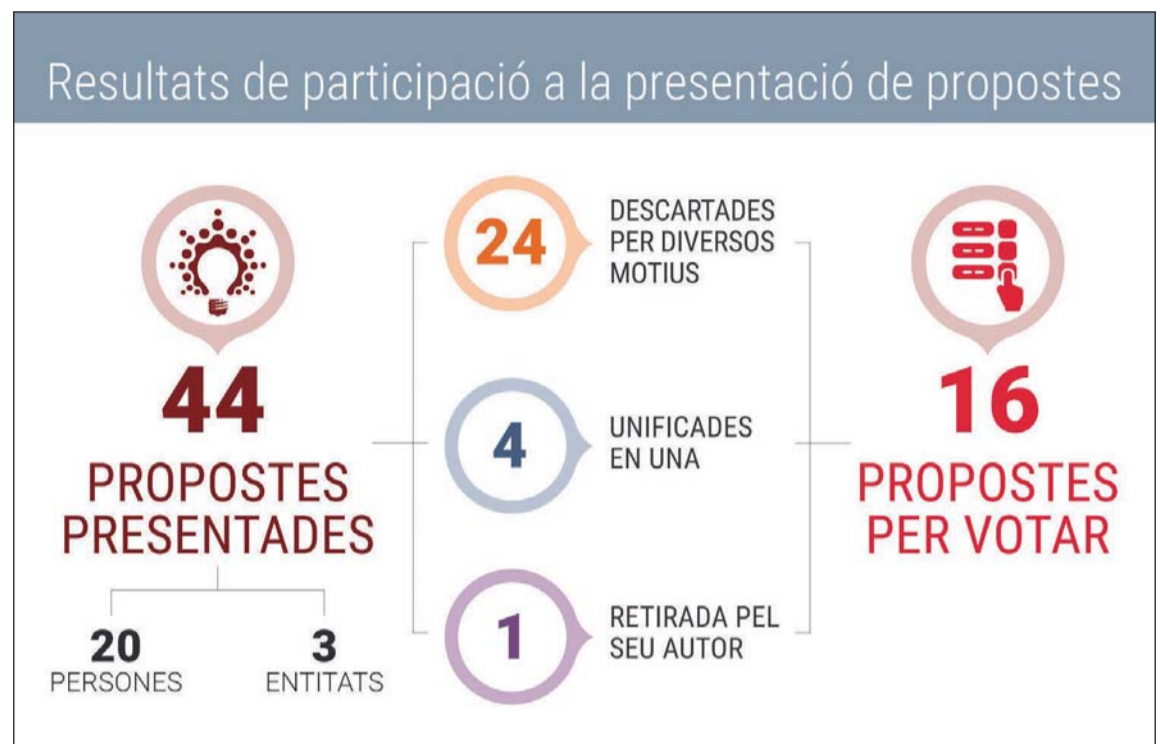 Resultats de participació a la presentació de propostes
44
PROPOSTES
PRESENTADES
20
PERSONES
3
ENTITATS
24
DESCARTADES
PER DIVERSOS
MOTIUS
4
UNIFICADES
EN UNA
1
RETIRADA PEL
SEU AUTOR
16
PROPOSTES
PER VOTAR